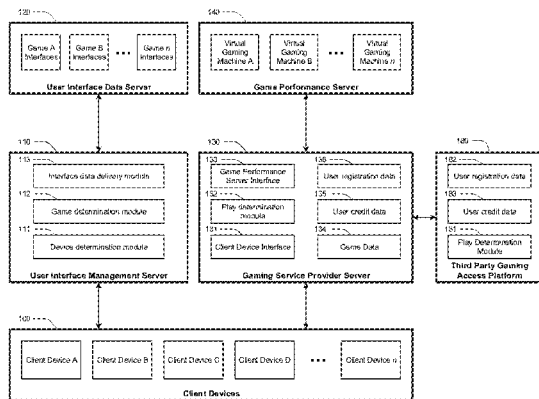 120
Game A Interfaces
Game B Interfaces
Game n Interfaces
User Interface Data Server
140
Virtual Gaming Machine A
Virtual Gaming Machine B
Virtual Gaming Machine n
Game Performance Server
110
113
Interface data delivery module
112
Game determination module
111
Device determination module
User Interface Management Server
130
133
Game Performance Server Interface
132
Play determination module
131
Client Device Interface
136
User registration data
135
User credit data
134
Game Data
Gaming Service Provider Server
182
User registration data
183
User credit data
Play Determination Module
Third Party Gaming Access Platform
100
Client Device A
Client Device B
Client Device C
Client Device D
Client Device n
Client Devices